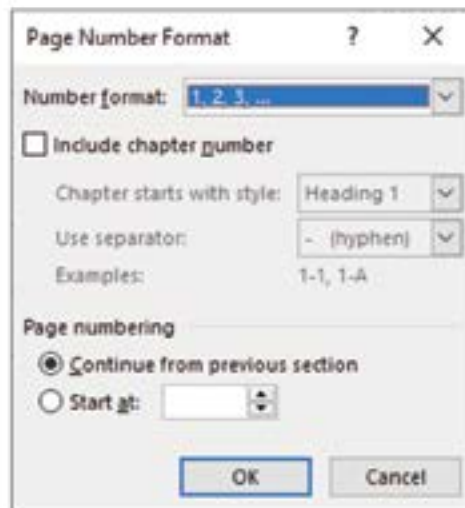 Page Number Format ? X
Number format: 1, 2, 3, ...
Include chapter number
Chapter starts with style: Heading 1
Use separator: - (hyphen)
Examples: 1-1, 1-A
Page numbering
Continue from previous section
Start at:
OK Cancel